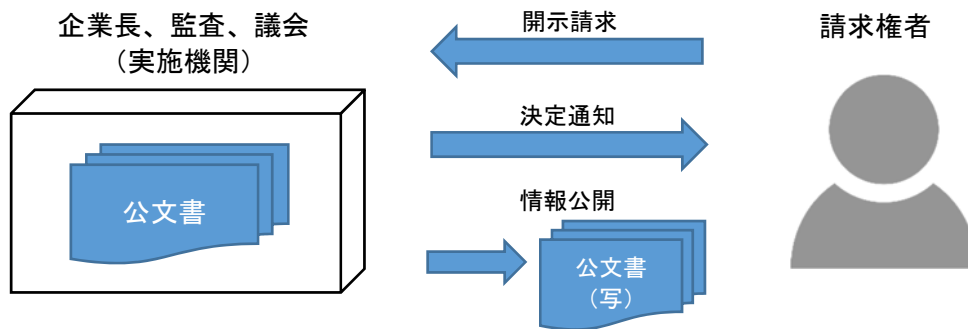 企業長、監査、議会
（実施機関）
公文書
開示請求
決定通知
情報公開
公文書
（写）
請求権者